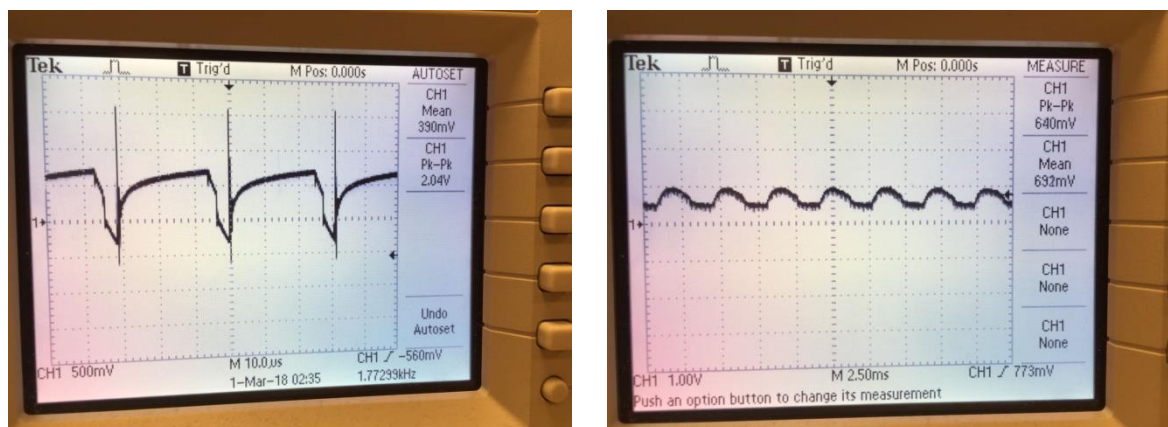 Tek T Trig'd M Pos: 0.000s AUTOSET
CH1
Mean
390mV
CH1
Pk-Pk
2.04V
1
Undo
Autoset
CH1 500mV M 10.0µs CH1 / -560mV
1-Mar-18 02:35 1.77299kHz
Tek T Trig'd M Pos: 0.000s MEASURE
CH1
Pk-Pk
640mV
CH1
Mean
692mV
CH1
None
1
CH1
None
CH1
None
CH1 1.00V M 2.50ms CH1 / 773mV
Push an option button to change its measurement